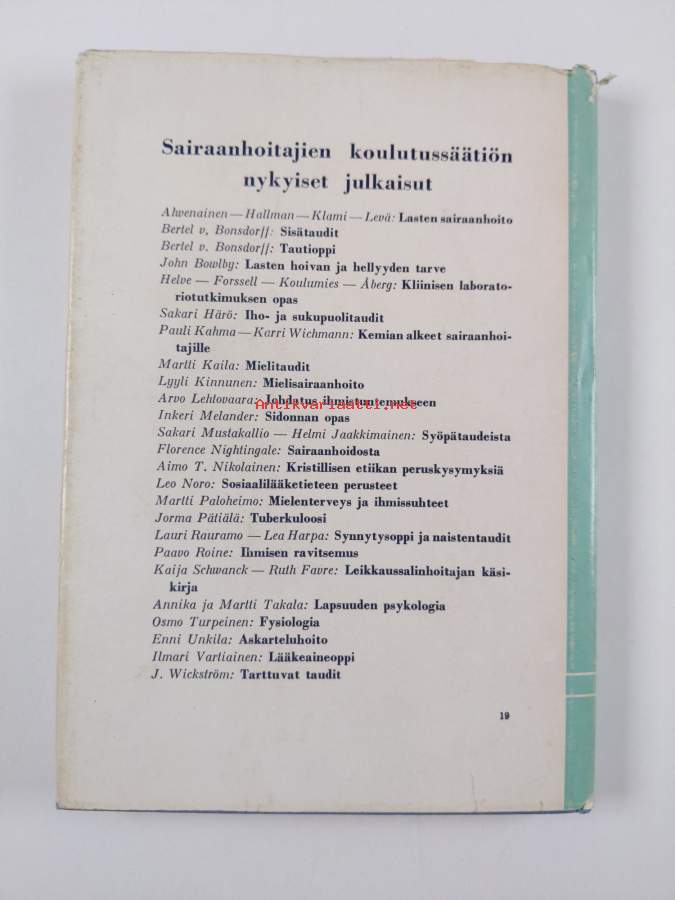 Sairaanhoitajien koulutussäätiön
nykyiset julkaisut
Ahvenainen — Hallman — Klami — Levä: Lasten sairaanhoito
Bertel v. Bonsdorff: Sisätaudit
Bertel v. Bonsdorff: Tautioppi
John Bowlby: Lasten hoivan ja hellyyden tarve
Helve — Forssell — Koulumies — Åberg: Kliinisen laborato-
riotutkimuksen opas
Sakari Härö: Iho- ja sukupuolitaudit
Pauli Kahma — Karri Wichmann: Kemian alkeet sairaanhoi-
tajille
Martti Kaila: Mielitaudit
Lyyli Kinnunen: Mielisairaanhoito
Arvo Lehtovaara: Johdatus ihmistuntemukseen
Antikvariaatti.net
Inkeri Melander: Sidonnan opas
Sakari Mustakallio — Helmi Jaakkimainen: Syöpätaudeista
Florence Nightingale: Sairaanhoidosta
Aimo T. Nikolainen: Kristillisen etiikan peruskysymyksiä
Leo Noro: Sosiaalilääketieteen perusteet
Martti Paloheimo: Mielenterveys ja ihmissuhteet
Jorma Pätiälä: Tuberkuloosi
Lauri Rauramo — Lea Harpa: Synnytysoppi ja naistentaudit
Paavo Roine: Ihmisen ravitsemus
Kaija Schwanck — Ruth Favre: Leikkaussalinhoitajan käsi-
kirja
Annika ja Martti Takala: Lapsuuden psykologia
Osmo Turpeinen: Fysiologia
Enni Unkila: Askarteluhoito
Ilmari Vartiainen: Lääkeaineoppi
J. Wickström: Tarttuvat taudit
19